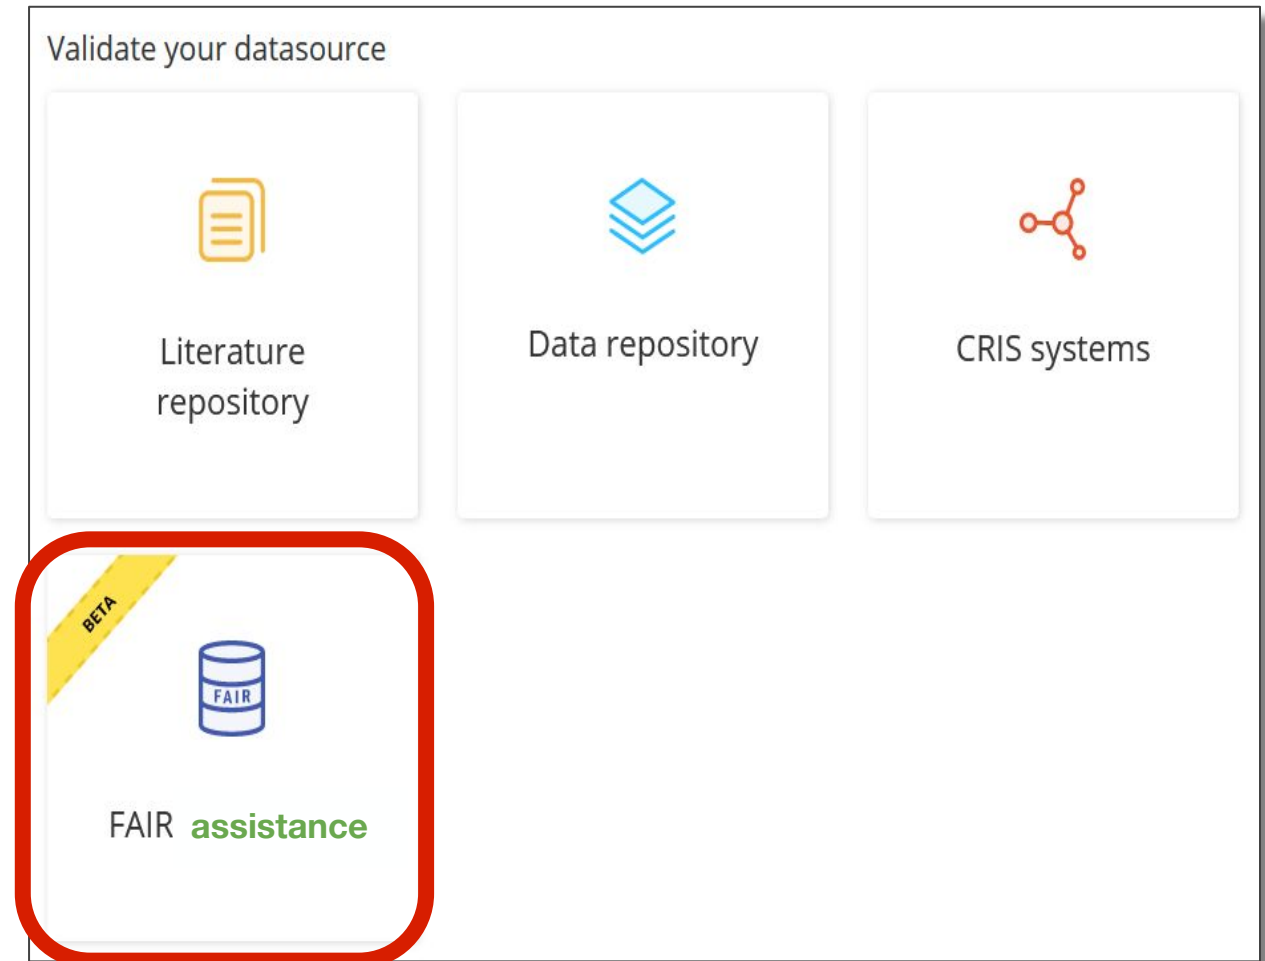 Validate your datasource
Literature
repository
Data repository
CRIS systems
BETA
FAIR
FAIR assistance